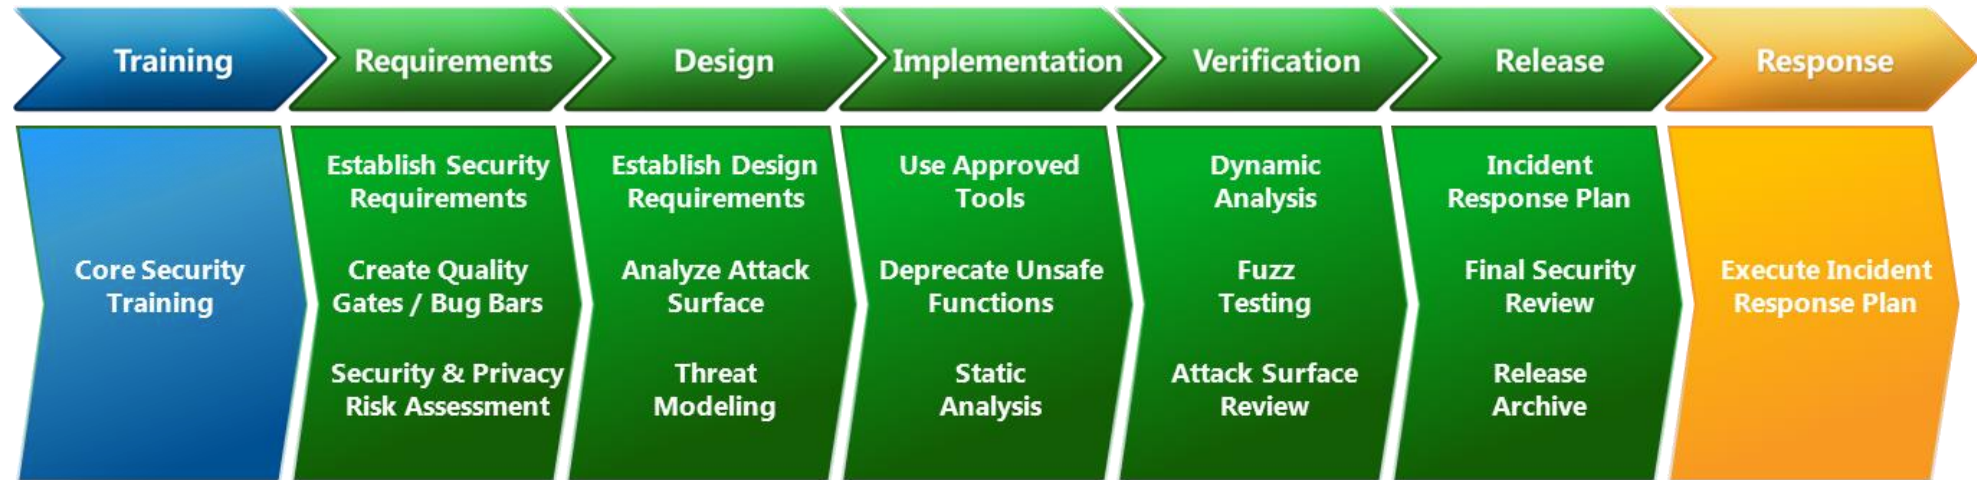 Training
Requirements
Design
Implementation
Verification
Release
Response
Core Security
Training
Establish Security
Requirements
Create Quality
Gates / Bug Bars
Security & Privacy
Risk Assessment
Establish Design
Requirements
Analyze Attack
Surface
Threat
Modeling
Use Approved
Tools
Deprecate Unsafe
Functions
Static
Analysis
Dynamic
Analysis
Fuzz
Testing
Attack Surface
Review
Incident
Response Plan
Final Security
Review
Release
Archive
Execute Incident
Response Plan